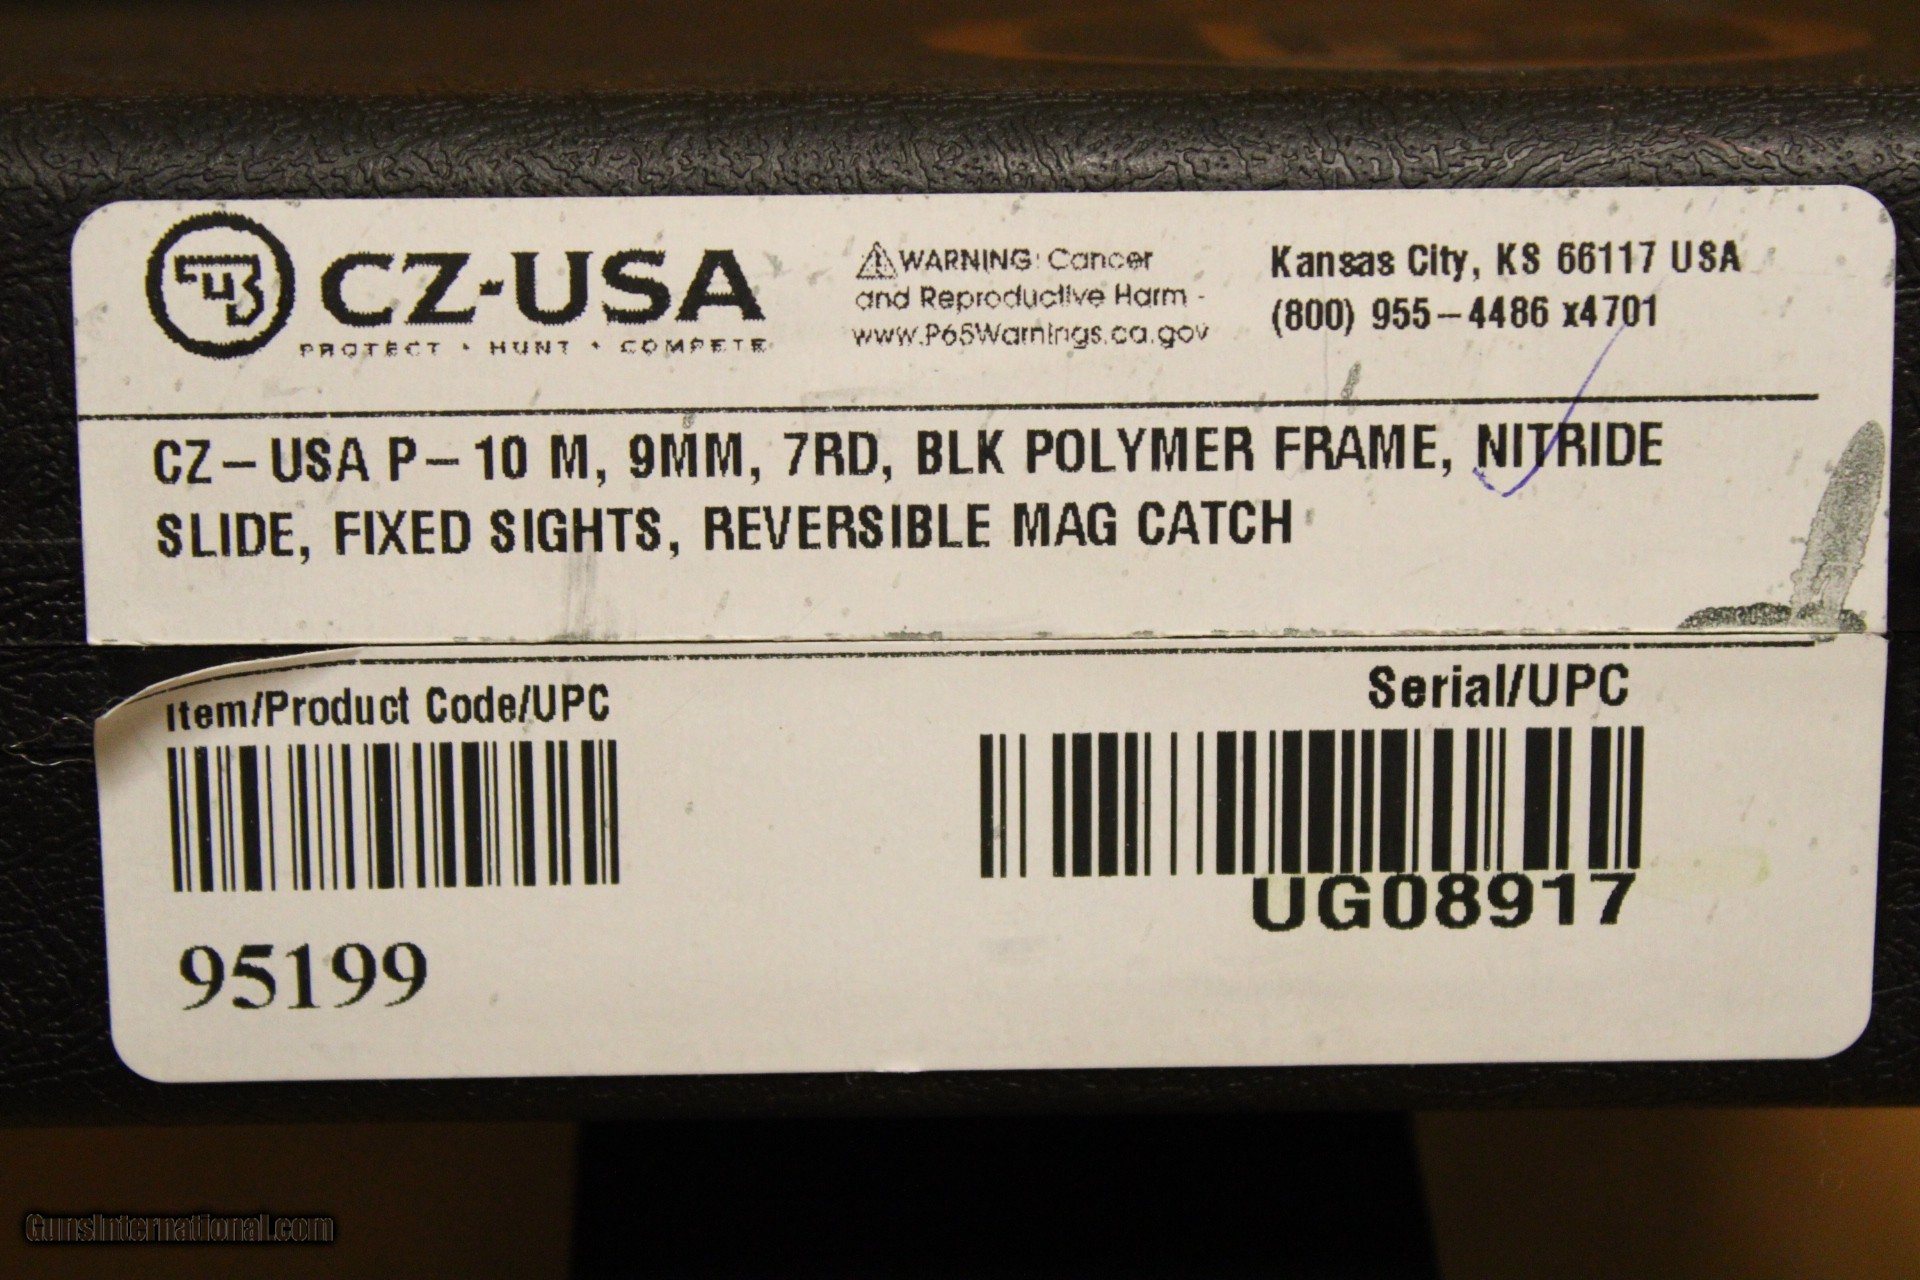 CZ-USA
PROTECT · HUNT · COMPETE
WARNING: Cancer
and Reproductive Harm -
www.P65Warnings.ca.gov
Kansas City, KS 66117 USA
(800) 955-4486 x4701
CZ-USA P-10 M, 9MM, 7RD, BLK POLYMER FRAME, NITRIDE
SLIDE, FIXED SIGHTS, REVERSIBLE MAG CATCH
Item/Product Code/UPC
95199
Serial/UPC
UG08917
GunsInternational.com